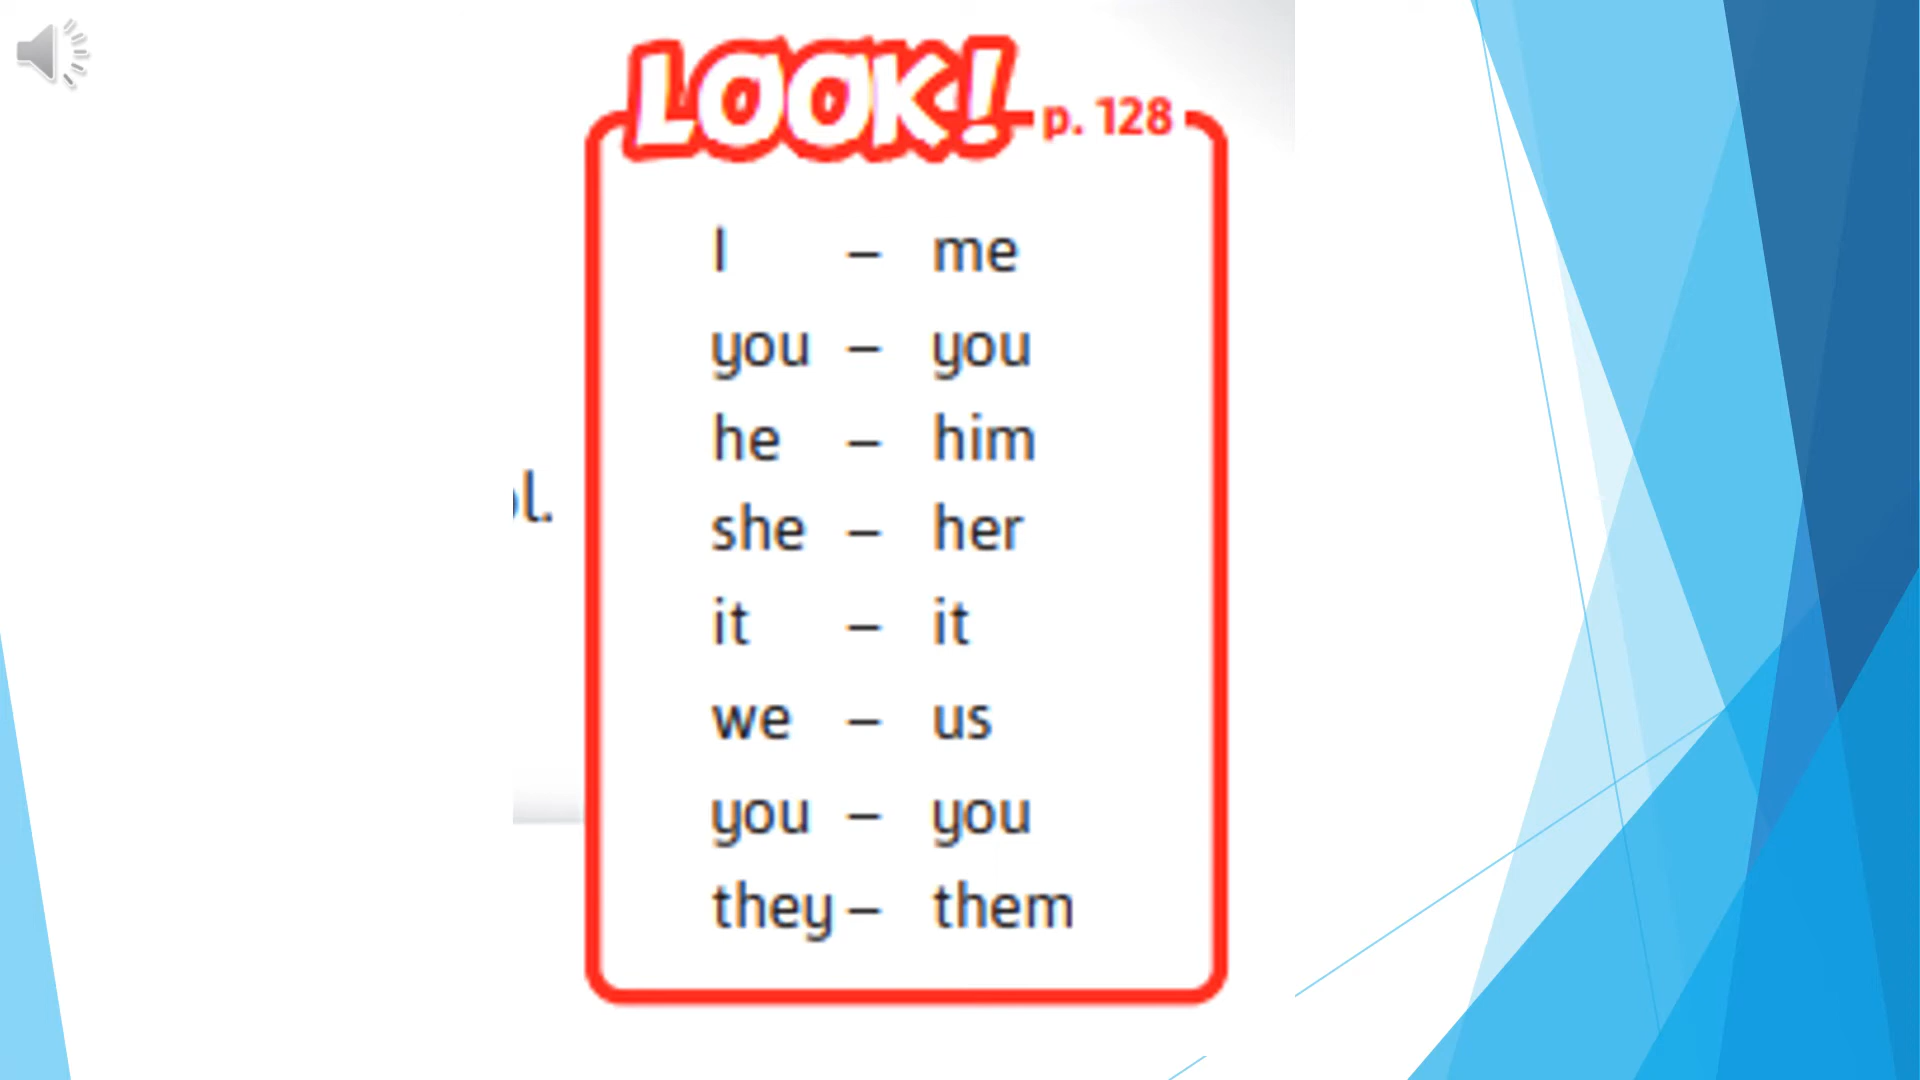 LOOK! p. 128
I – me
you – you
he – him
she – her
l.
it – it
we – us
you – you
they – them